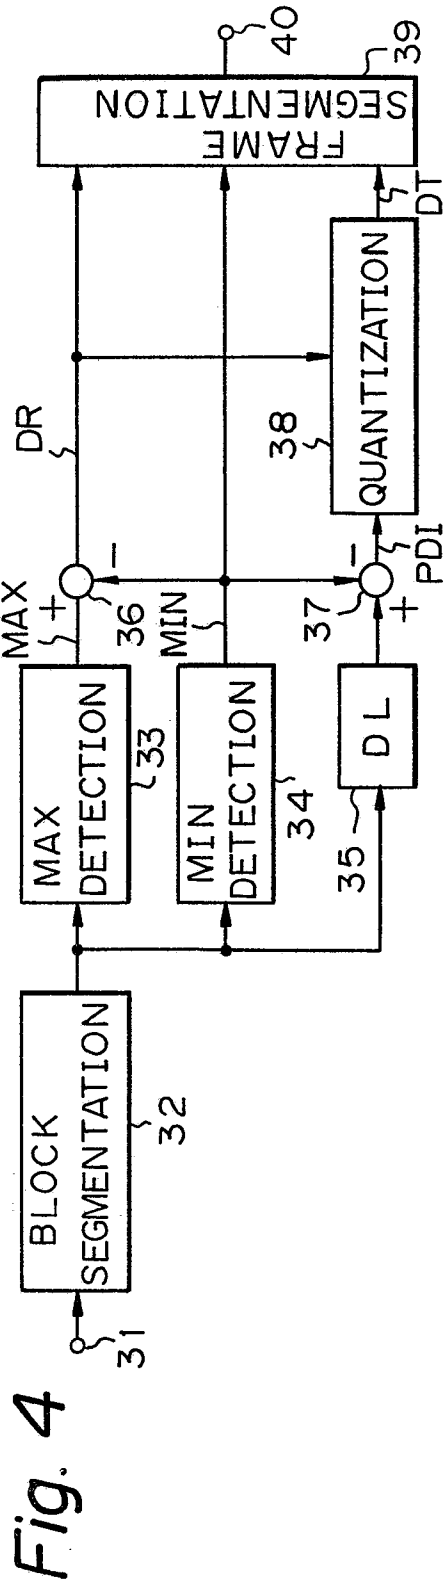 Fig. 4
31
BLOCK
SEGMENTATION
32
MAX
DETECTION
33
MIN
DETECTION
34
DL
35
MAX
+
36
−
DR
MIN
37
+
−
PDI
QUANTIZATION
38
DT
FRAME
SEGMENTATION
39
40